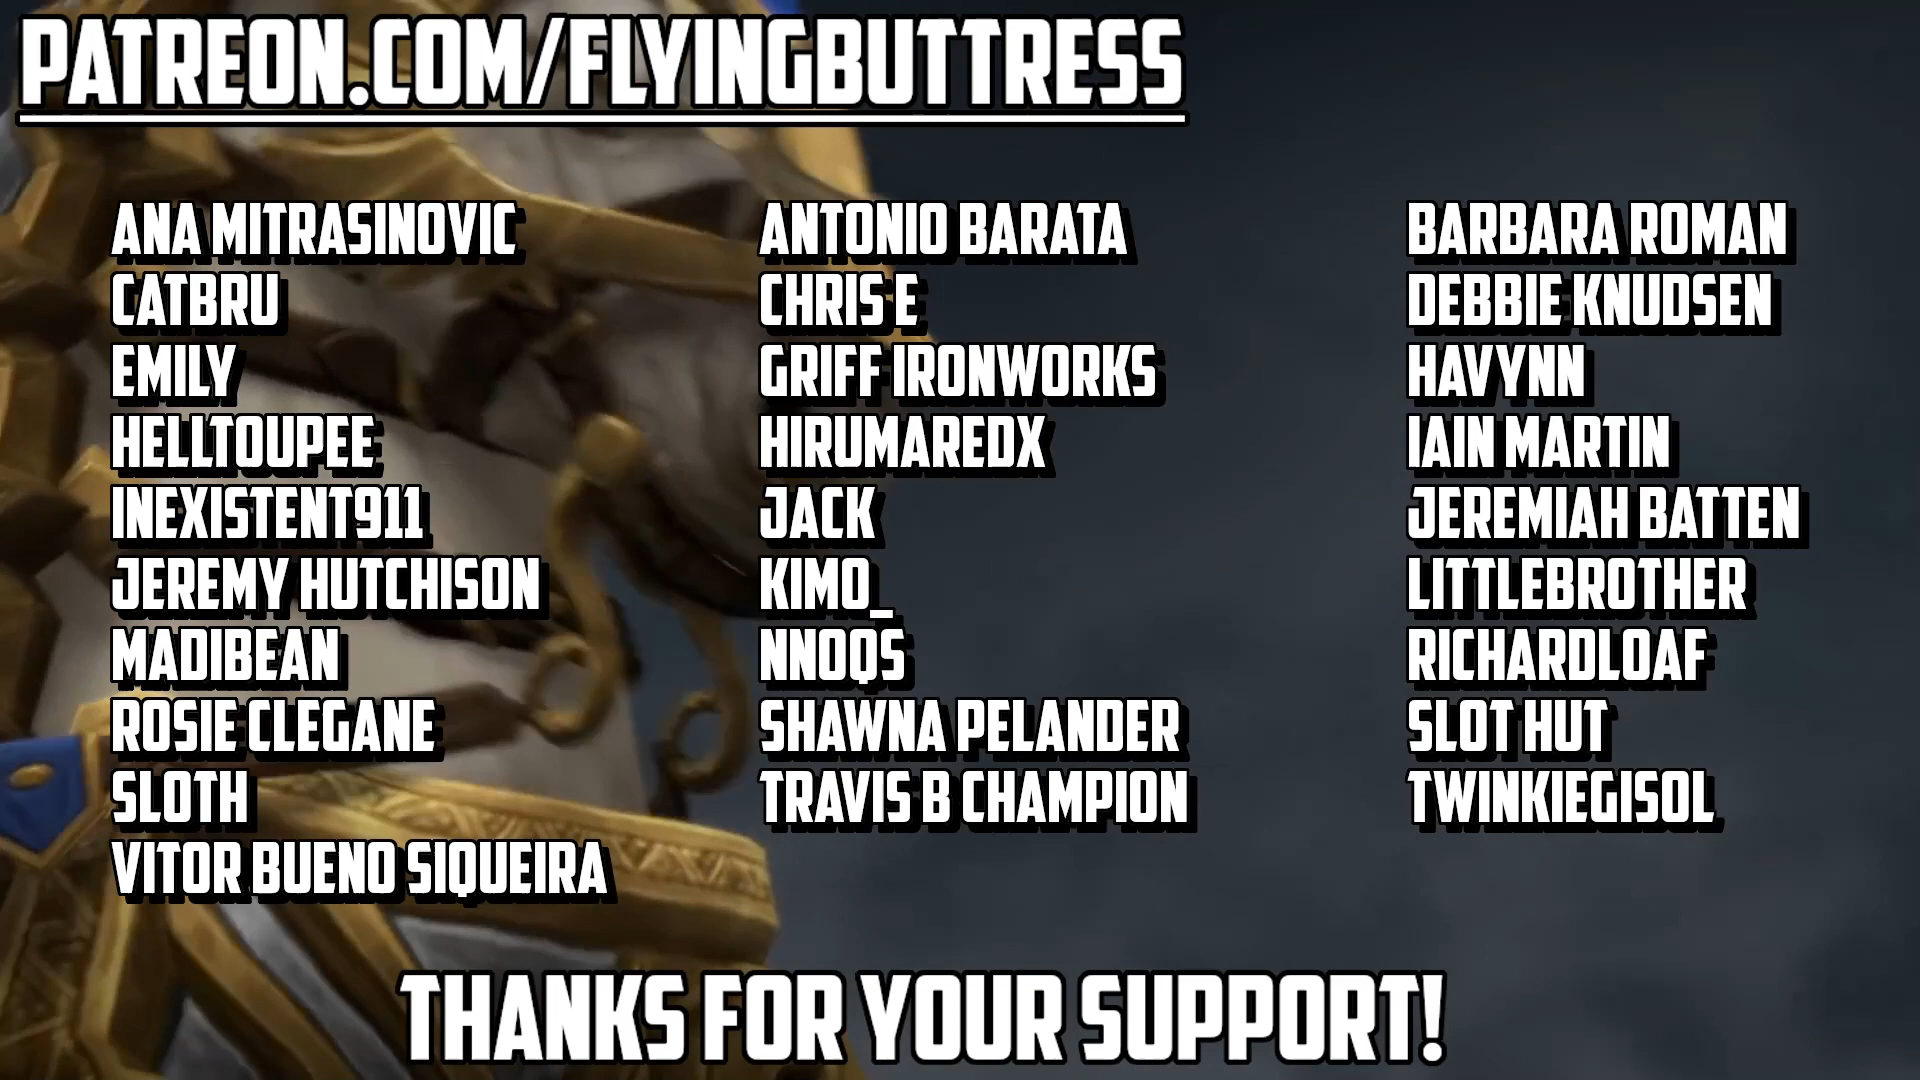 PATREON.COM/FLYINGBUTTRESS
ANA MITRASINOVIC ANTONIO BARATA BARBARA ROMAN
CATBRU CHRIS E DEBBIE KNUDSEN
EMILY GRIFF IRONWORKS HAVYNN
HELLTOUPEE HIRUMAREDX IAIN MARTIN
INEXISTENT911 JACK JEREMIAH BATTEN
JEREMY HUTCHISON KIMO_ LITTLEBROTHER
MADIBEAN NNOQS RICHARDLOAF
ROSIE CLEGANE SHAWNA PELANDER SLOT HUT
SLOTH TRAVIS B CHAMPION TWINKIEGISOL
VITOR BUENO SIQUEIRA
THANKS FOR YOUR SUPPORT!